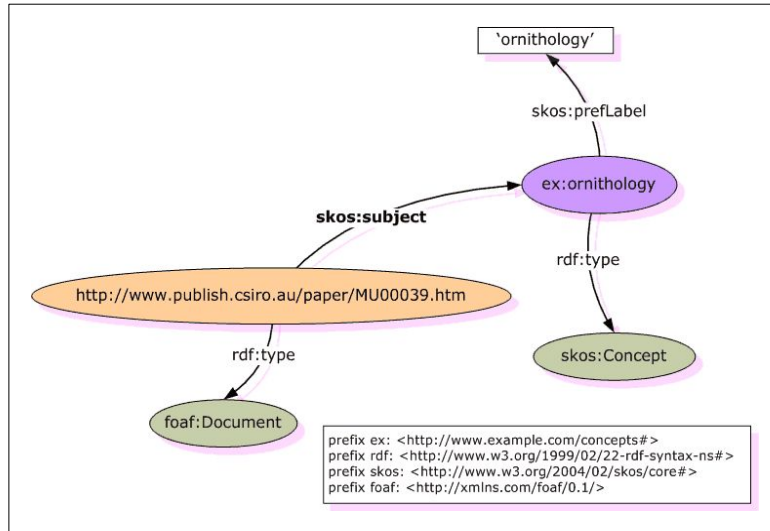 ‘ornithology’
skos:prefLabel
ex:ornithology
skos:subject
rdf:type
http://www.publish.csiro.au/paper/MU00039.htm
rdf:type
skos:Concept
foaf:Document
prefix ex: <http://www.example.com/concepts#>
prefix rdf: <http://www.w3.org/1999/02/22-rdf-syntax-ns#>
prefix skos: <http://www.w3.org/2004/02/skos/core#>
prefix foaf: <http://xmlns.com/foaf/0.1/>